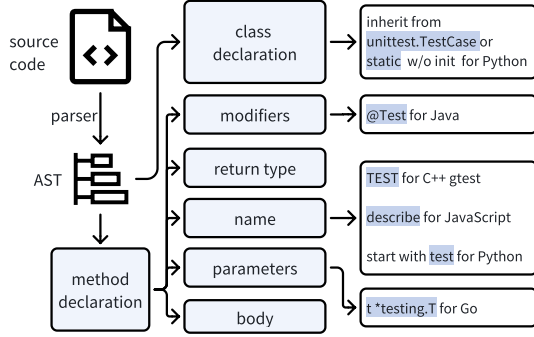 source
code
parser
AST
method
declaration
class
declaration
modifiers
return type
name
parameters
body
inherit from
unittest.TestCase or
static w/o init for Python
@Test for Java
TEST for C++ gtest
describe for JavaScript
start with test for Python
t *testing.T for Go